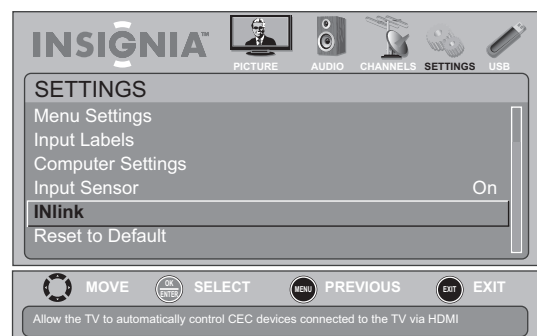 INSIGNIA™
PICTURE AUDIO CHANNELS SETTINGS USB
SETTINGS
Menu Settings
Input Labels
Computer Settings
Input Sensor On
INlink
Reset to Default
MOVE OK ENTER SELECT MENU PREVIOUS EXIT EXIT
Allow the TV to automatically control CEC devices connected to the TV via HDMI